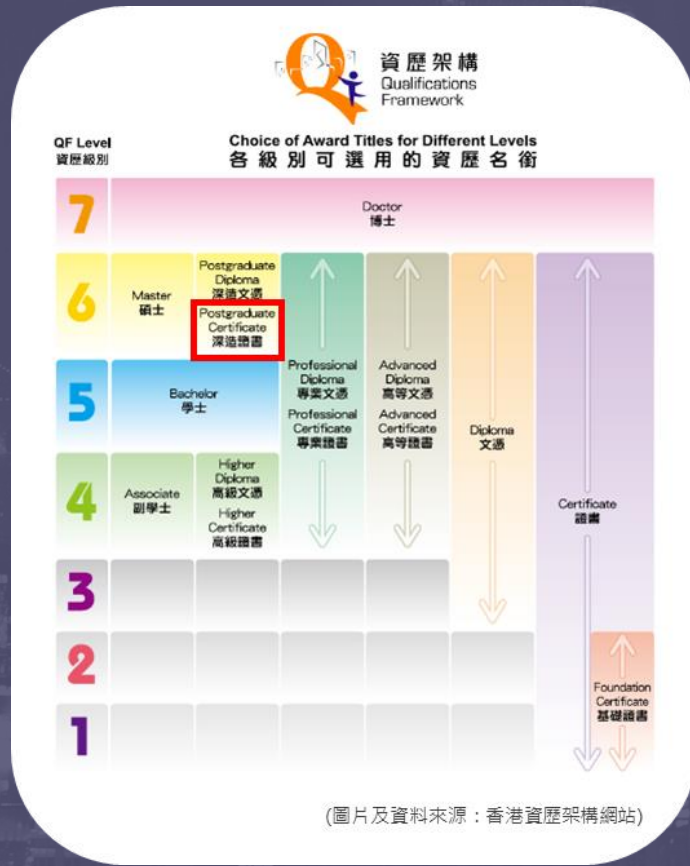 資歷架構
Qualifications
Framework
QF Level
資歷級別
Choice of Award Titles for Different Levels
各級別可選用的資歷名銜
7
Doctor
博士
6
Master
碩士
Postgraduate
Diploma
深造文憑
Postgraduate
Certificate
深造證書
5
Bachelor
學士
Professional
Diploma
專業文憑
Professional
Certificate
專業證書
Advanced
Diploma
高等文憑
Advanced
Certificate
高等證書
Diploma
文憑
4
Associate
副學士
Higher
Diploma
高級文憑
Higher
Certificate
高級證書
Certificate
證書
3
2
Foundation
Certificate
基礎證書
1
(圖片及資料來源：香港資歷架構網站)